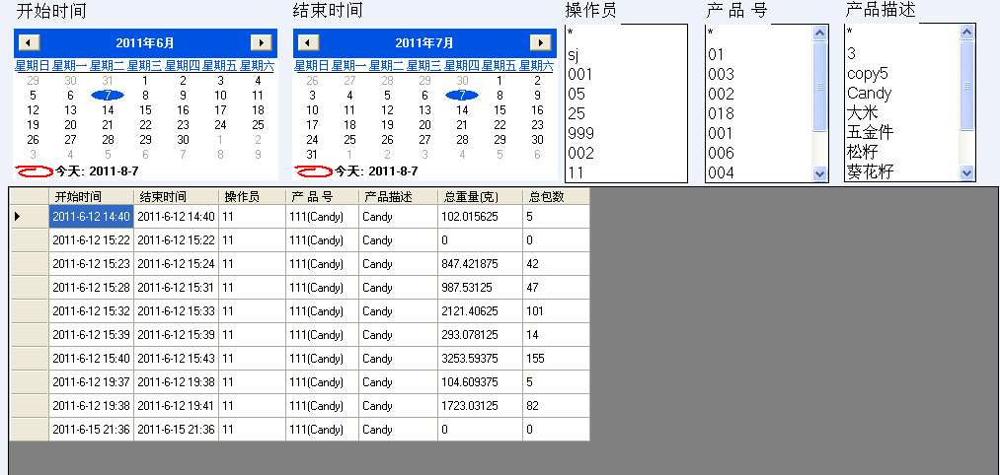 开始时间
2011年6月
星期日 星期一 星期二 星期三 星期四 星期五 星期六
29 30 31 1 2 3 4
5 6 7 8 9 10 11
12 13 14 15 16 17 18
19 20 21 22 23 24 25
26 27 28 29 30 1 2
3 4 5 6 7 8 9
今天: 2011-8-7
结束时间
2011年7月
星期日 星期一 星期二 星期三 星期四 星期五 星期六
26 27 28 29 30 1 2
3 4 5 6 7 8 9
10 11 12 13 14 15 16
17 18 19 20 21 22 23
24 25 26 27 28 29 30
31 1 2 3 4 5 6
今天: 2011-8-7
操作员
*
sj
001
05
25
999
002
11
产 品 号
*
01
003
002
018
001
006
004
产品描述
*
3
copy5
Candy
大米
五金件
松籽
葵花籽
开始时间 结束时间 操作员 产 品 号 产品描述 总重量(克) 总包数
2011-6-12 14:40 2011-6-12 14:40 11 111(Candy) Candy 102.015625 5
2011-6-12 15:22 2011-6-12 15:22 11 111(Candy) Candy 0 0
2011-6-12 15:23 2011-6-12 15:24 11 111(Candy) Candy 847.421875 42
2011-6-12 15:28 2011-6-12 15:31 11 111(Candy) Candy 987.53125 47
2011-6-12 15:32 2011-6-12 15:33 11 111(Candy) Candy 2121.40625 101
2011-6-12 15:39 2011-6-12 15:39 11 111(Candy) Candy 293.078125 14
2011-6-12 15:40 2011-6-12 15:43 11 111(Candy) Candy 3253.59375 155
2011-6-12 19:37 2011-6-12 19:38 11 111(Candy) Candy 104.609375 5
2011-6-12 19:38 2011-6-12 19:41 11 111(Candy) Candy 1723.03125 82
2011-6-15 21:36 2011-6-15 21:36 11 111(Candy) Candy 0 0